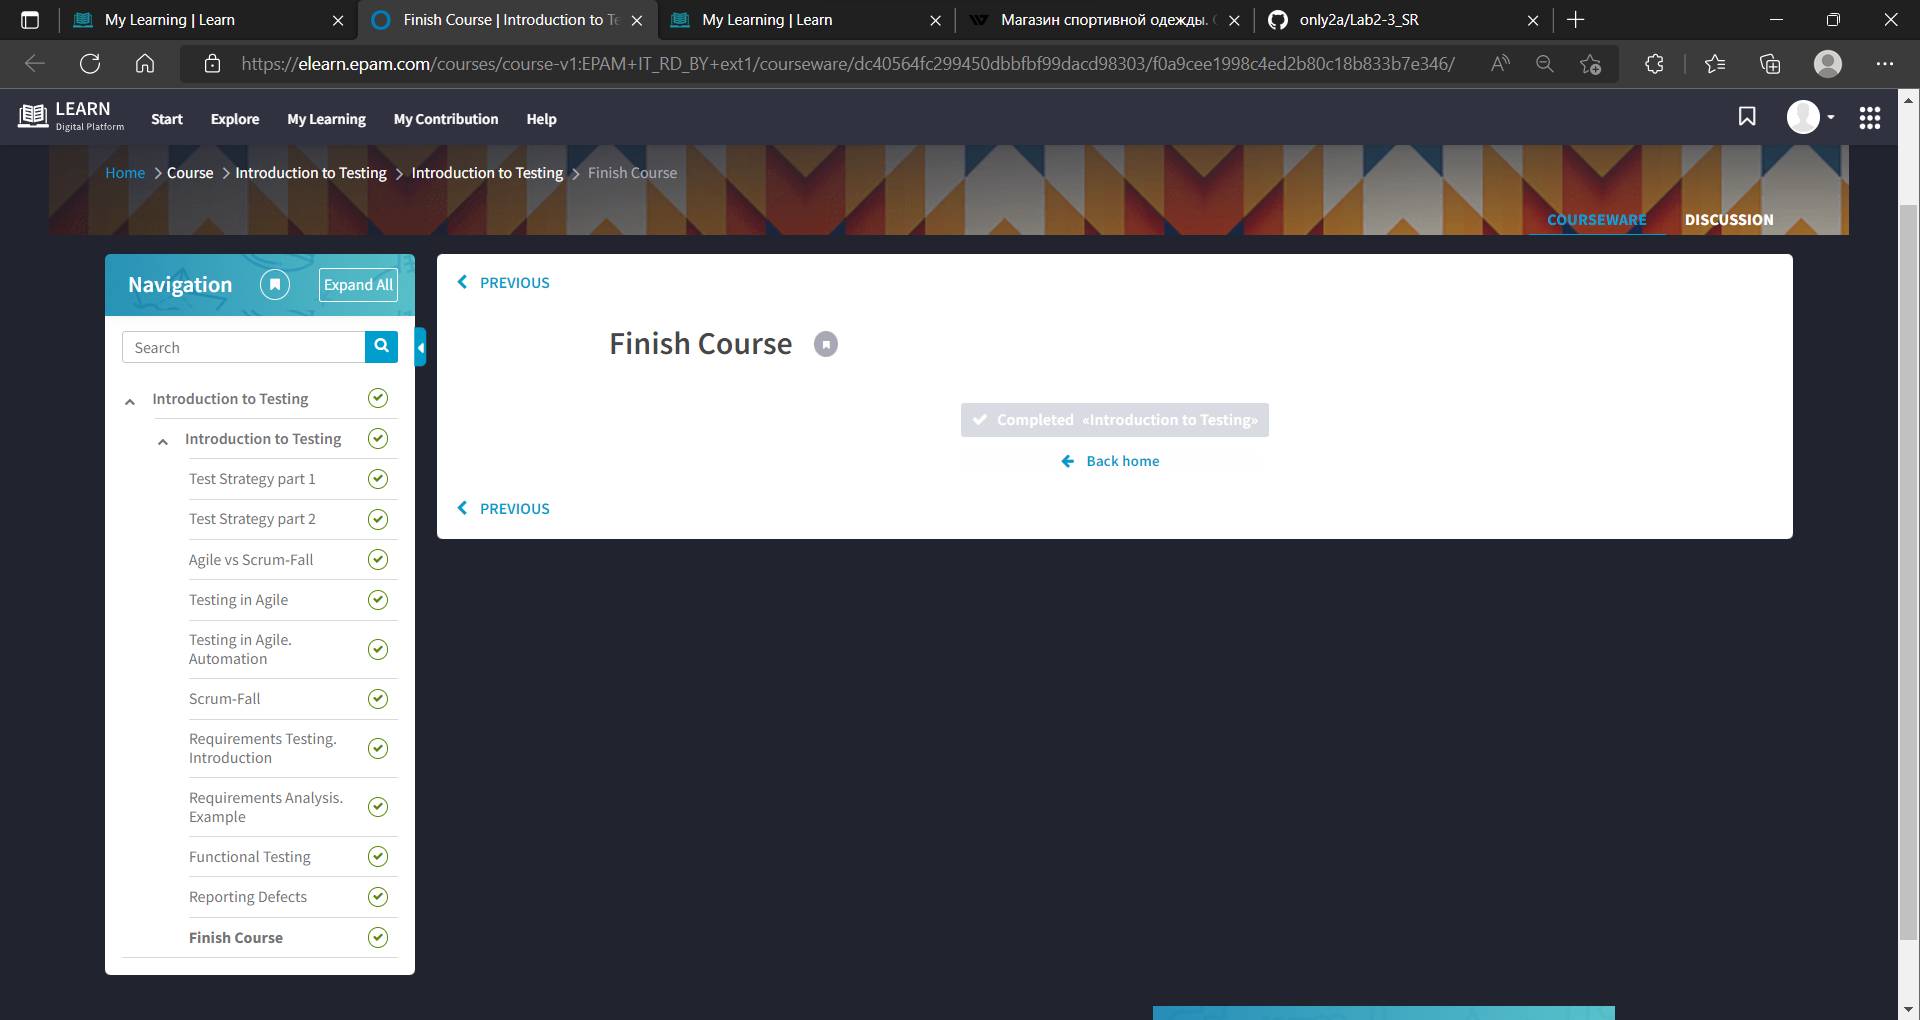 My Learning | Learn
Finish Course | Introduction to Te
My Learning | Learn
Магазин спортивной одежды.
only2a/Lab2-3_SR
https://elearn.epam.com/courses/course-v1:EPAM+IT_RD_BY+ext1/courseware/dc40564fc299450dbbfbf99dacd98303/f0a9cee1998c4ed2b80c18b833b7e346/
LEARN
Digital Platform
Start
Explore
My Learning
My Contribution
Help
Home > Course > Introduction to Testing > Introduction to Testing > Finish Course
COURSEWARE
DISCUSSION
Navigation
Expand All
Search
Introduction to Testing
Introduction to Testing
Test Strategy part 1
Test Strategy part 2
Agile vs Scrum-Fall
Testing in Agile
Testing in Agile.
Automation
Scrum-Fall
Requirements Testing.
Introduction
Requirements Analysis.
Example
Functional Testing
Reporting Defects
Finish Course
PREVIOUS
Finish Course
Completed «Introduction to Testing»
Back home
PREVIOUS